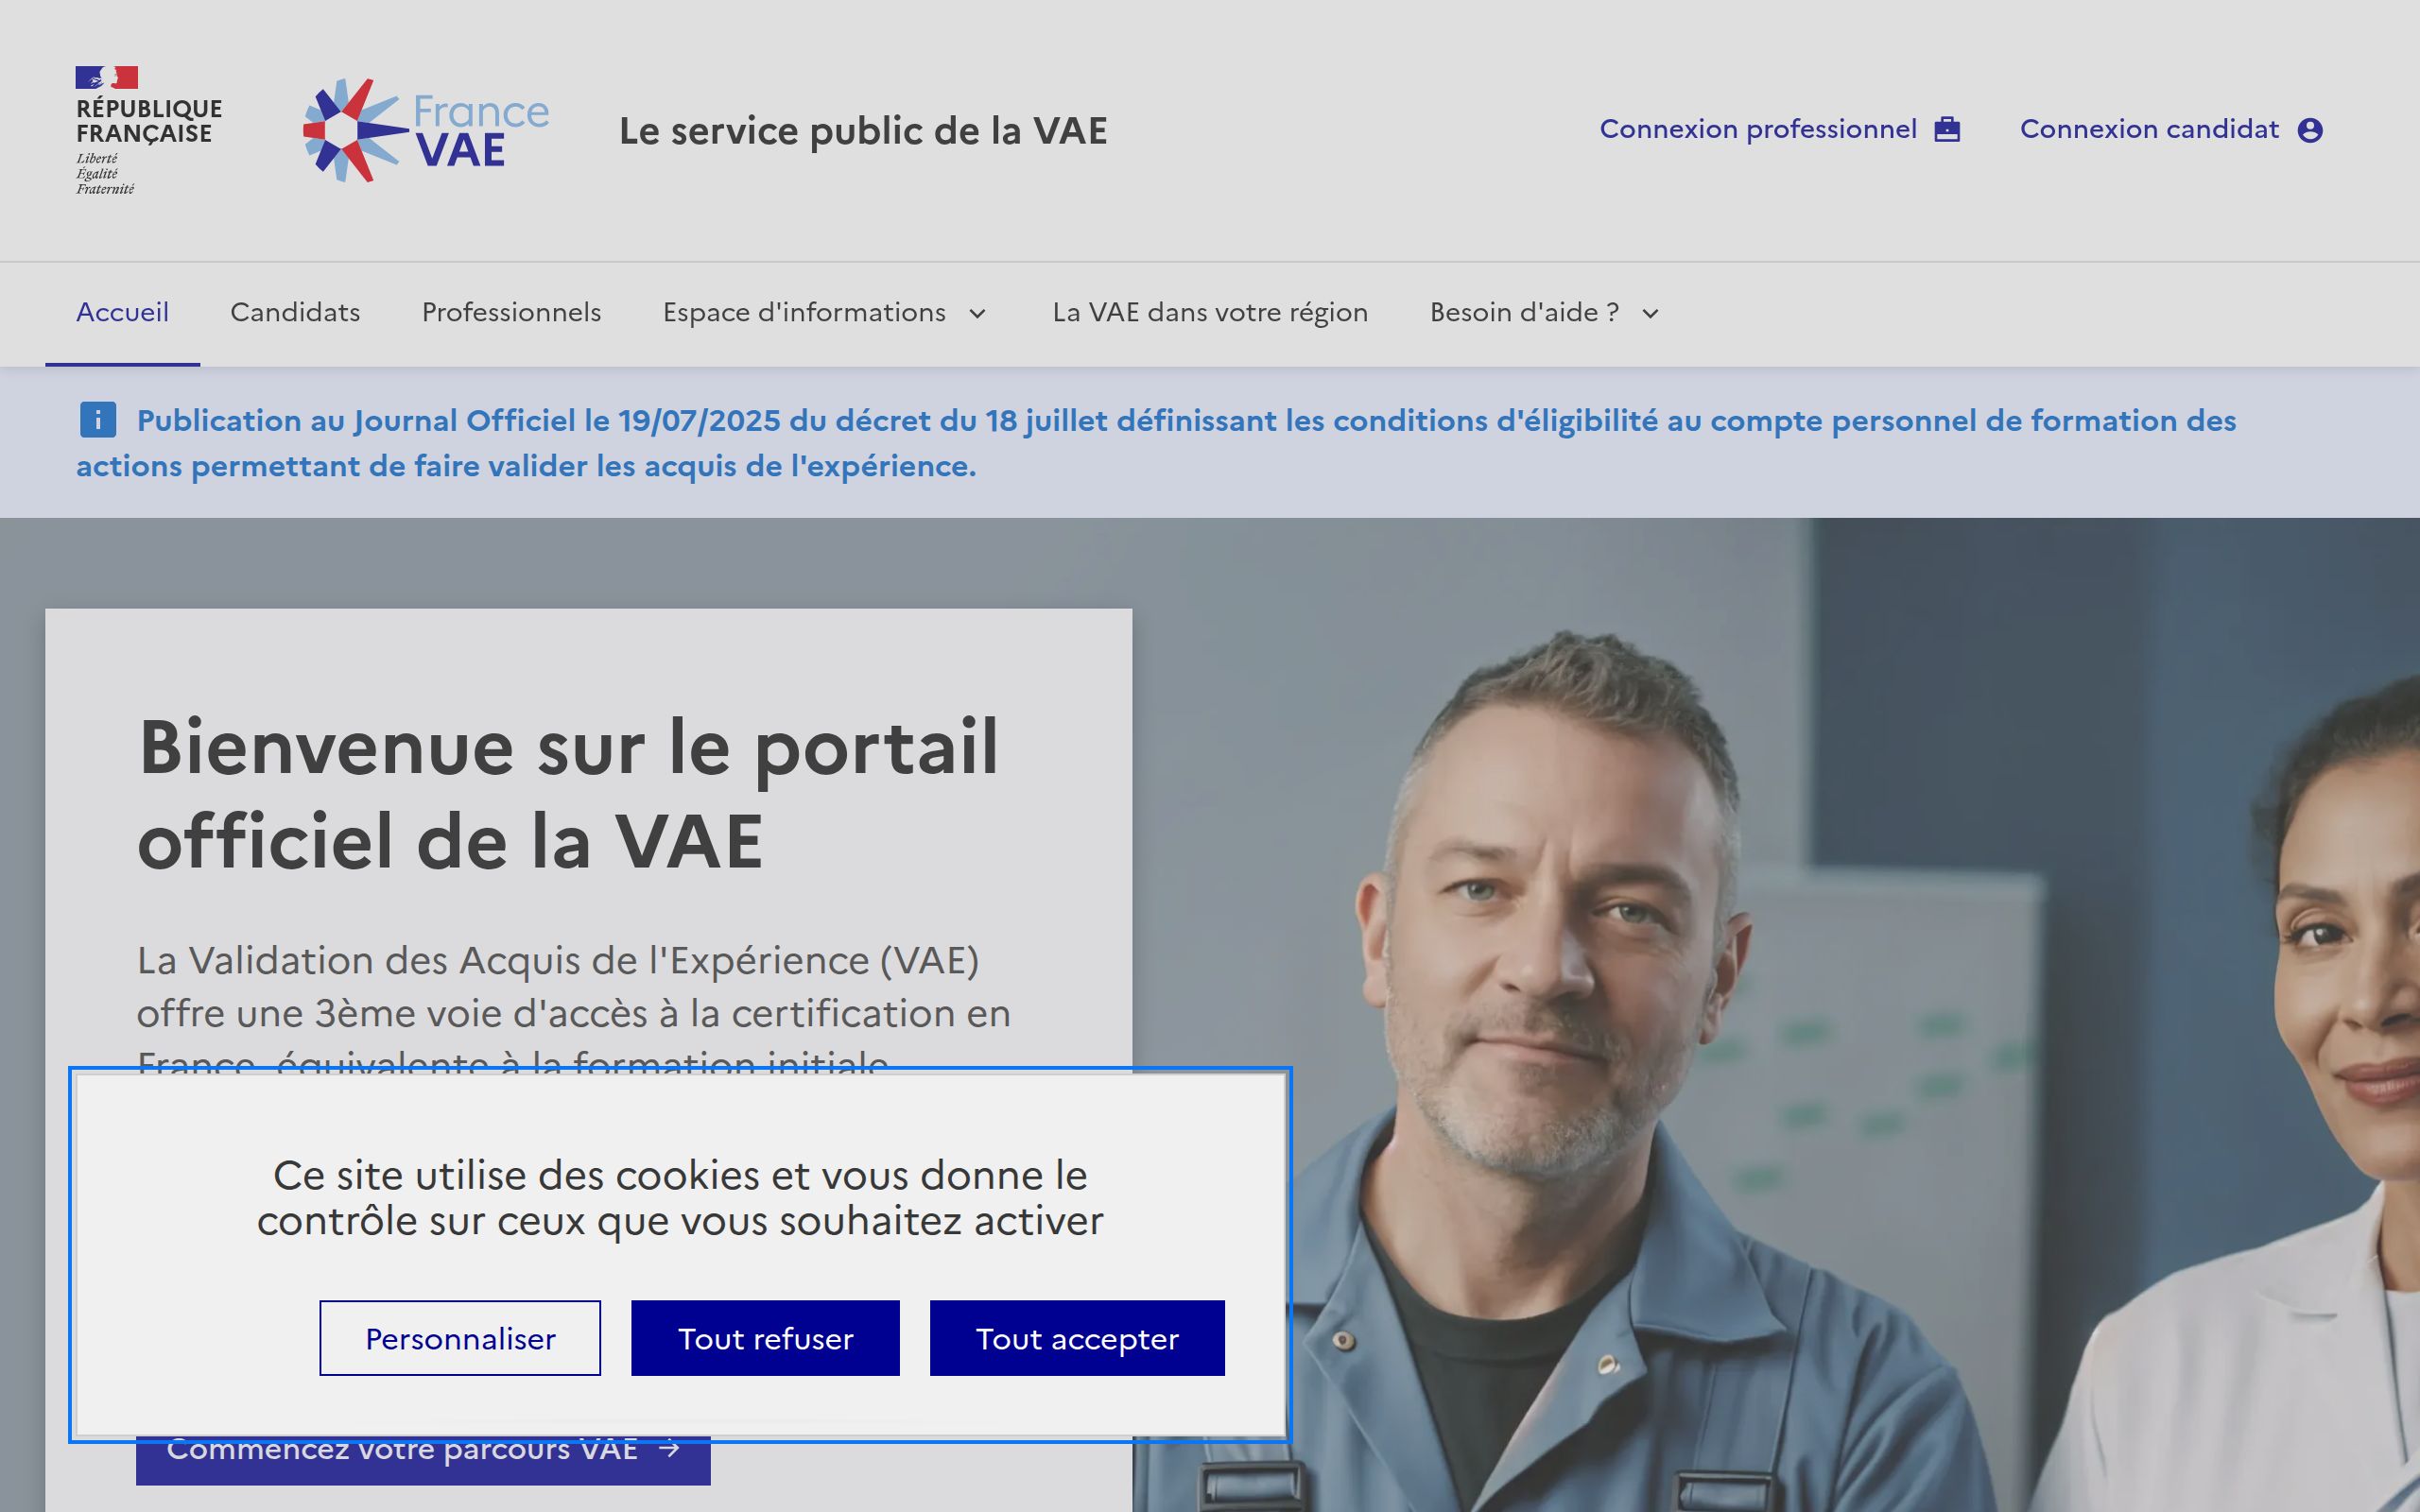 RÉPUBLIQUE
FRANÇAISE
Liberté
Égalité
Fraternité
France
VAE
Le service public de la VAE
Connexion professionnel
Connexion candidat
Accueil
Candidats
Professionnels
Espace d'informations
La VAE dans votre région
Besoin d'aide ?
Publication au Journal Officiel le 19/07/2025 du décret du 18 juillet définissant les conditions d'éligibilité au compte personnel de formation des
actions permettant de faire valider les acquis de l'expérience.
Bienvenue sur le portail
officiel de la VAE
La Validation des Acquis de l'Expérience (VAE)
offre une 3ème voie d'accès à la certification en
France, équivalente à la formation initiale
Ce site utilise des cookies et vous donne le
contrôle sur ceux que vous souhaitez activer
Personnaliser
Tout refuser
Tout accepter
Commencez votre parcours VAE →